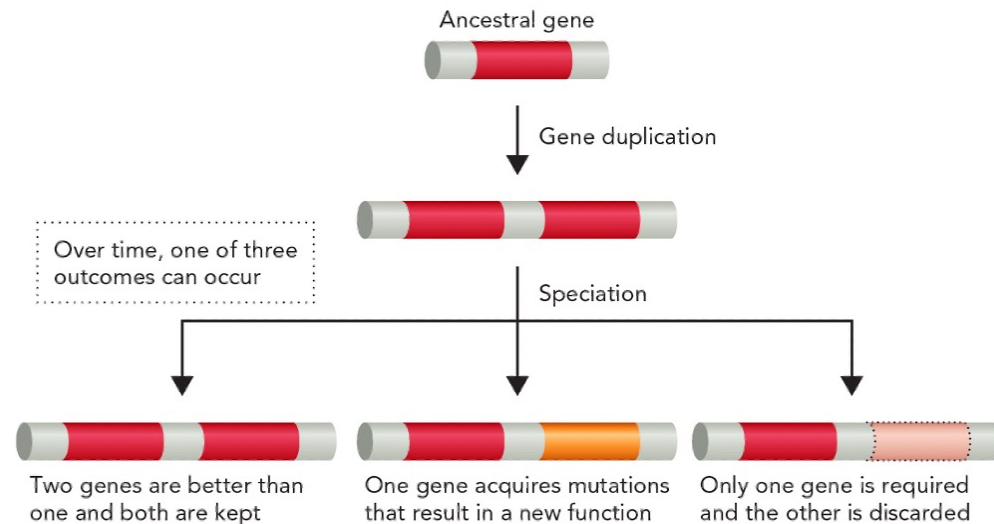 Ancestral gene
Gene duplication
Over time, one of three
outcomes can occur
Speciation
Two genes are better than
one and both are kept
One gene acquires mutations
that result in a new function
Only one gene is required
and the other is discarded